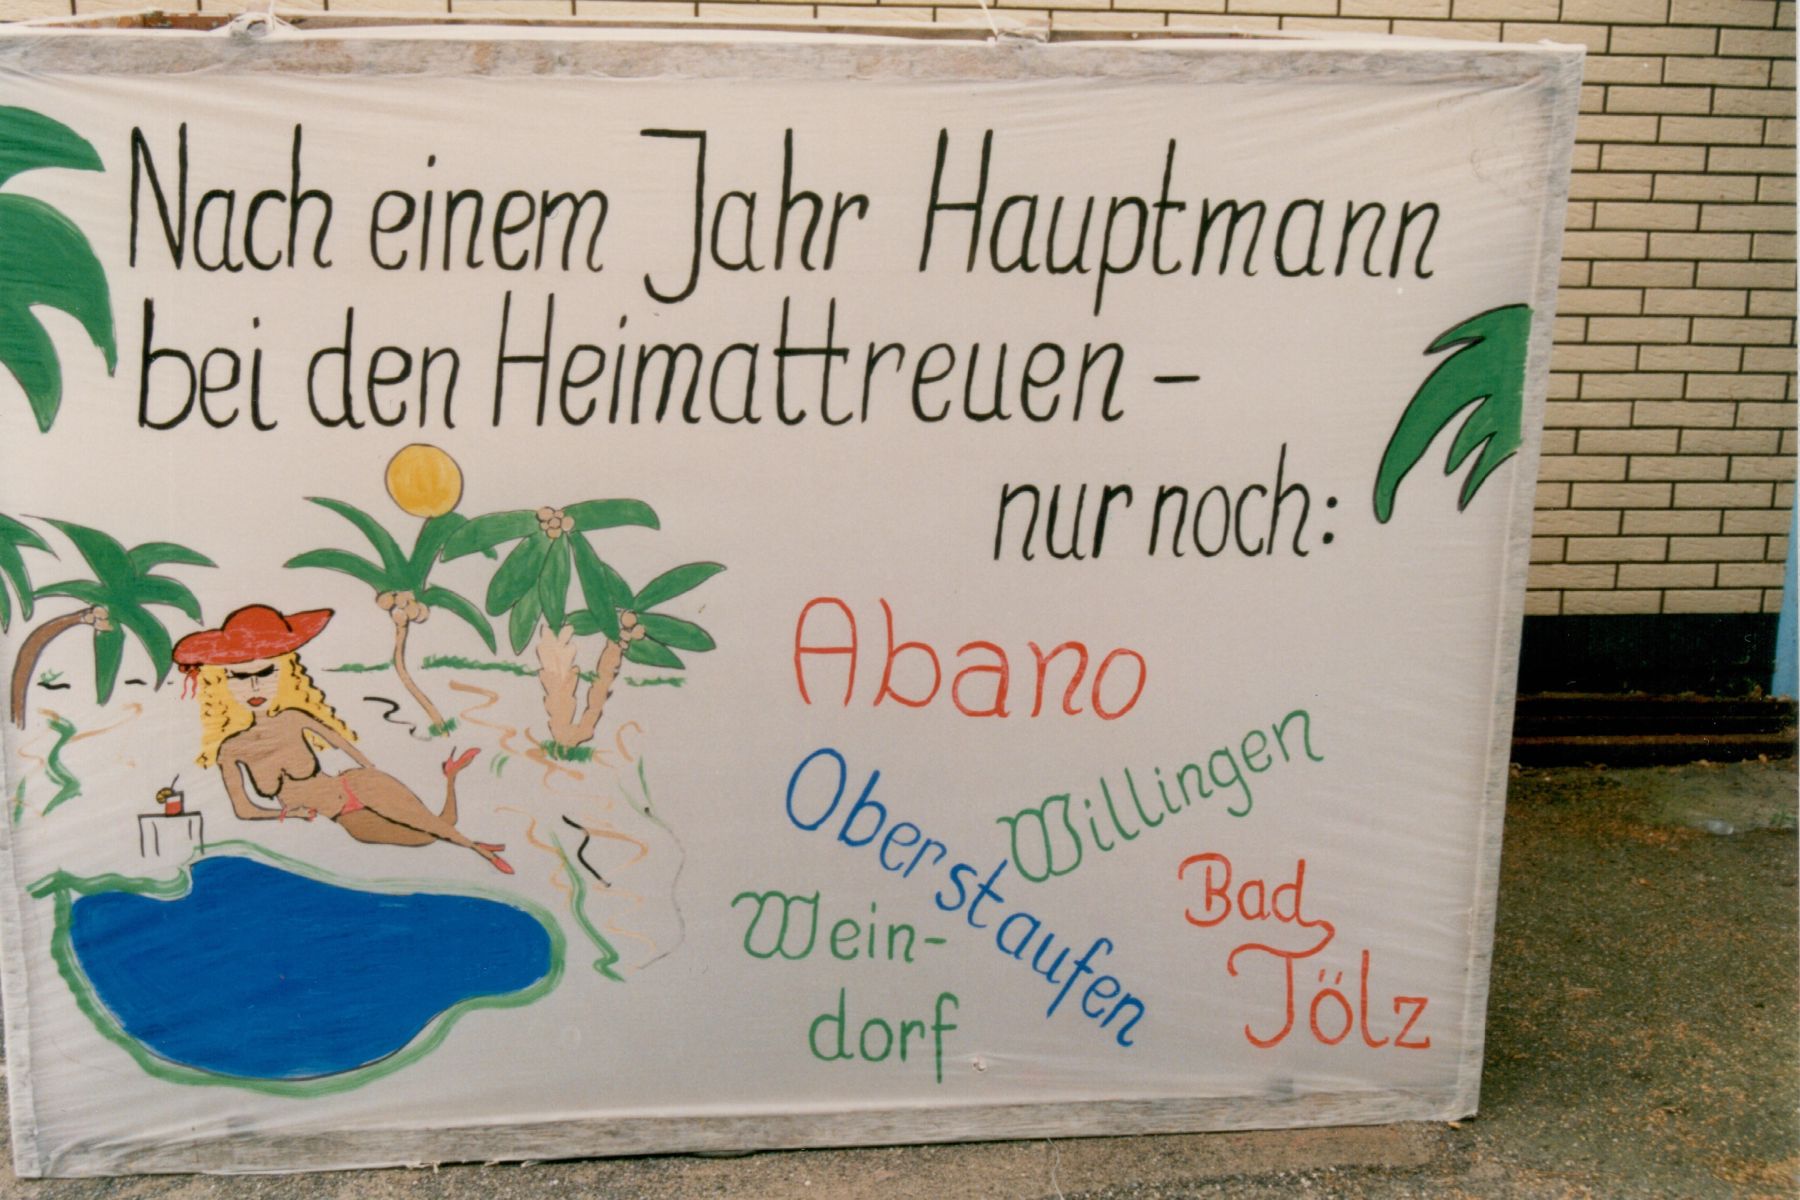 Nach einem Jahr Hauptmann
bei den Heimattreuen -
nur noch:
Abano
Oberstaufen
Willingen
Wein-
dorf
Bad
Tölz